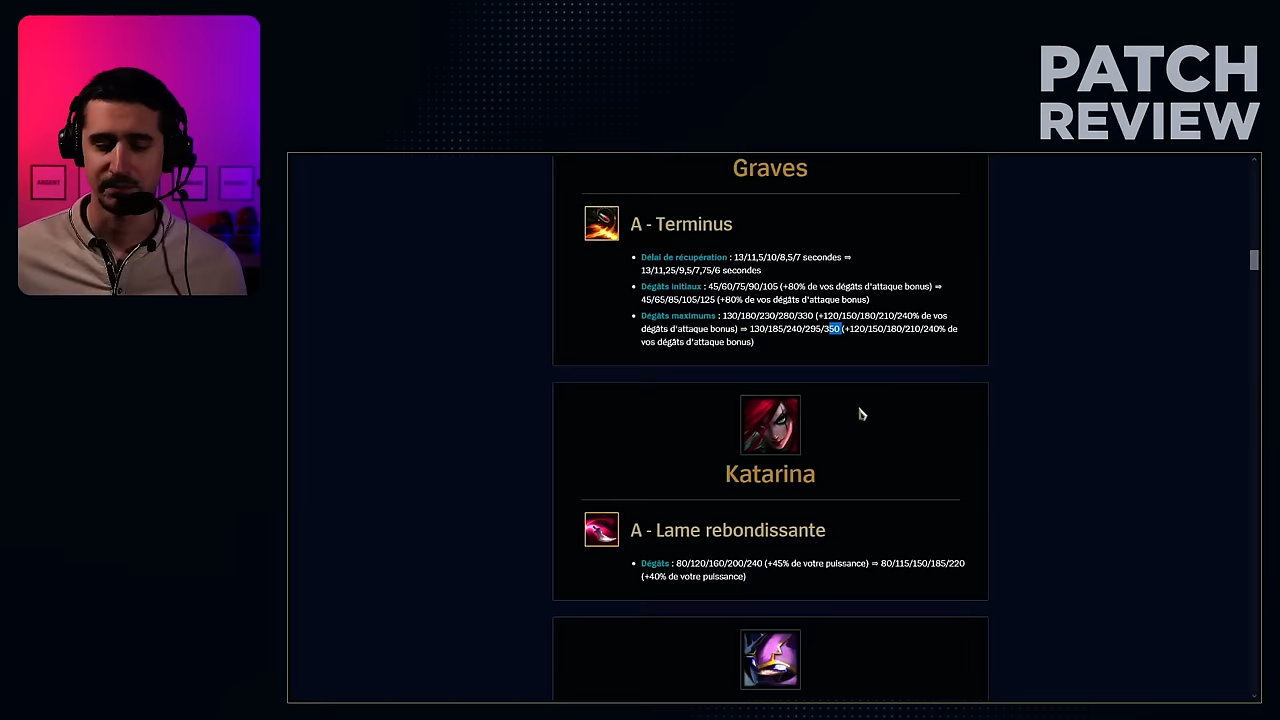 PATCH
REVIEW
ARGENT
Graves
A - Terminus
Délai de récupération : 13/11,5/10/8,5/7 secondes ⇒
13/11,25/9,5/7,75/6 secondes
Dégâts initiaux : 45/60/75/90/105 (+80% de vos dégâts d'attaque bonus) ⇒
45/65/85/105/125 (+80% de vos dégâts d'attaque bonus)
Dégâts maximums : 130/180/230/280/330 (+120/150/180/210/240% de vos
dégâts d'attaque bonus) ⇒ 130/185/240/295/350 (+120/150/180/210/240% de
vos dégâts d'attaque bonus)
Katarina
A - Lame rebondissante
Dégâts : 80/120/160/200/240 (+45% de votre puissance) ⇒ 80/115/150/185/220
(+40% de votre puissance)